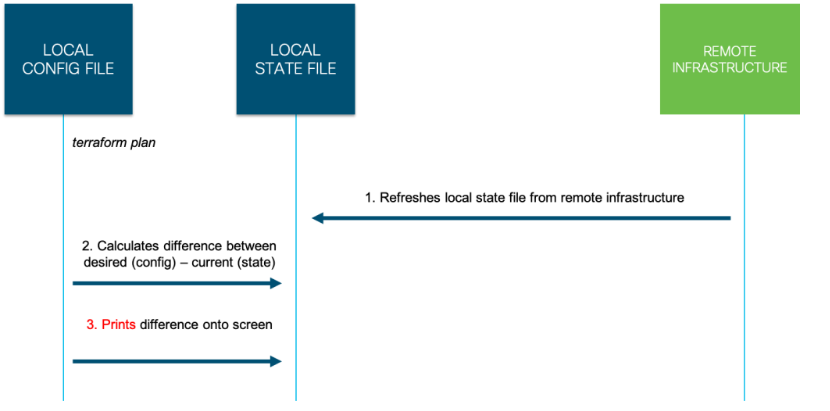 LOCAL
CONFIG FILE
LOCAL
STATE FILE
REMOTE
INFRASTRUCTURE
terraform plan
1. Refreshes local state file from remote infrastructure
2. Calculates difference between
desired (config) – current (state)
3. Prints difference onto screen